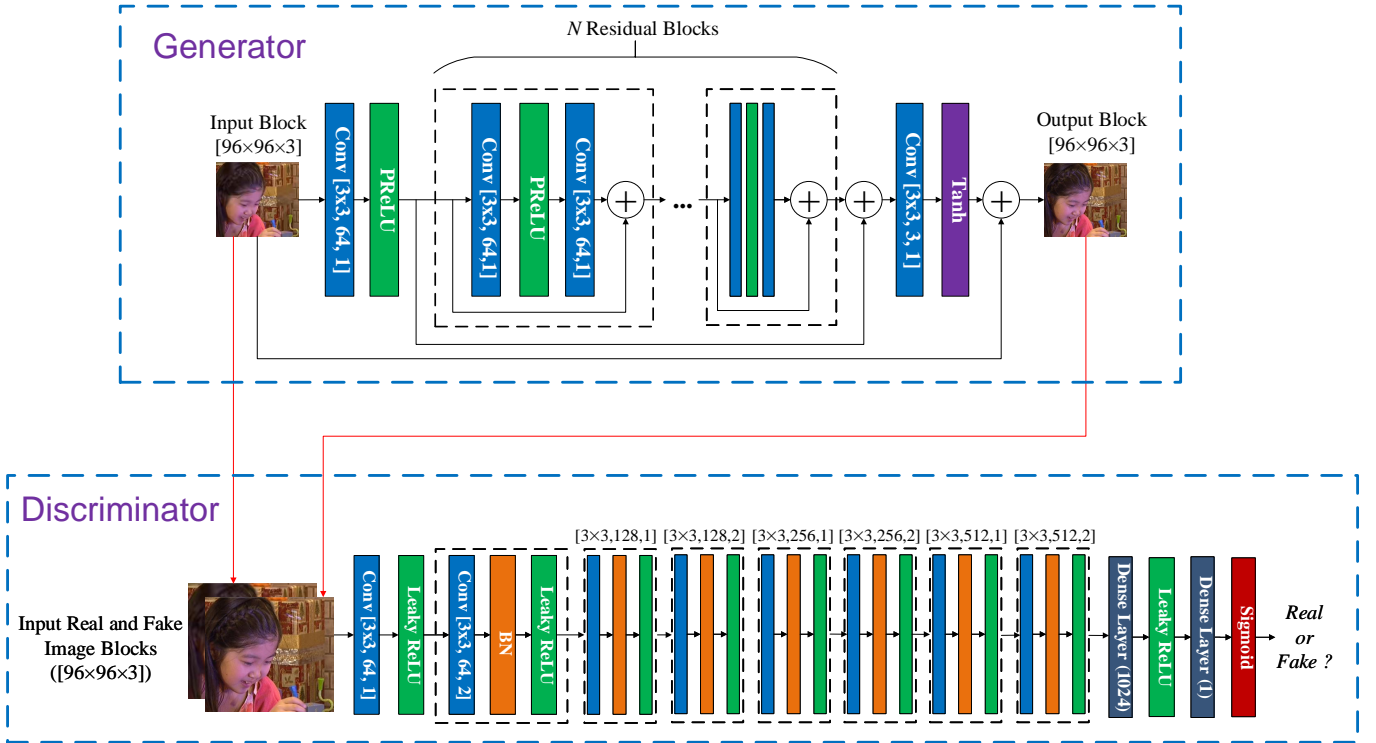 Generator
N Residual Blocks
Input Block
[96×96×3]
Conv [3x3, 64, 1]
PReLU
Conv [3x3, 64,1]
PReLU
Conv [3x3, 64,1]
...
Conv [3x3, 3, 1]
Tanh
Output Block
[96×96×3]
Discriminator
Input Real and Fake
Image Blocks
([96×96×3])
Conv [3x3, 64, 1]
Leaky ReLU
Conv [3x3, 64, 2]
BN
Leaky ReLU
[3×3,128,1]
[3×3,128,2]
[3×3,256,1]
[3×3,256,2]
[3×3,512,1]
[3×3,512,2]
Dense Layer (1024)
Leaky ReLU
Dense Layer (1)
Sigmoid
Real
or
Fake ?